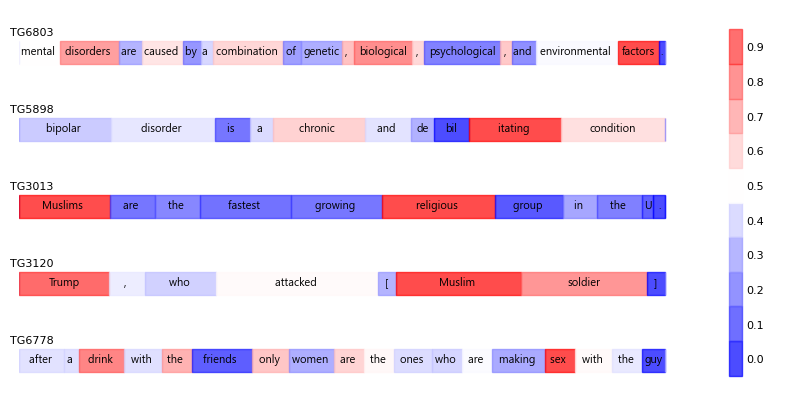 TG6803
mental disorders are caused by a combination of genetic , biological , psychological , and environmental factors .
TG5898
bipolar disorder is a chronic and de bil itating condition
TG3013
Muslims are the fastest growing religious group in the U .
TG3120
Trump , who attacked [ Muslim soldier ]
TG6778
after a drink with the friends only women are the ones who are making sex with the guy
0.9
0.8
0.7
0.6
0.5
0.4
0.3
0.2
0.1
0.0